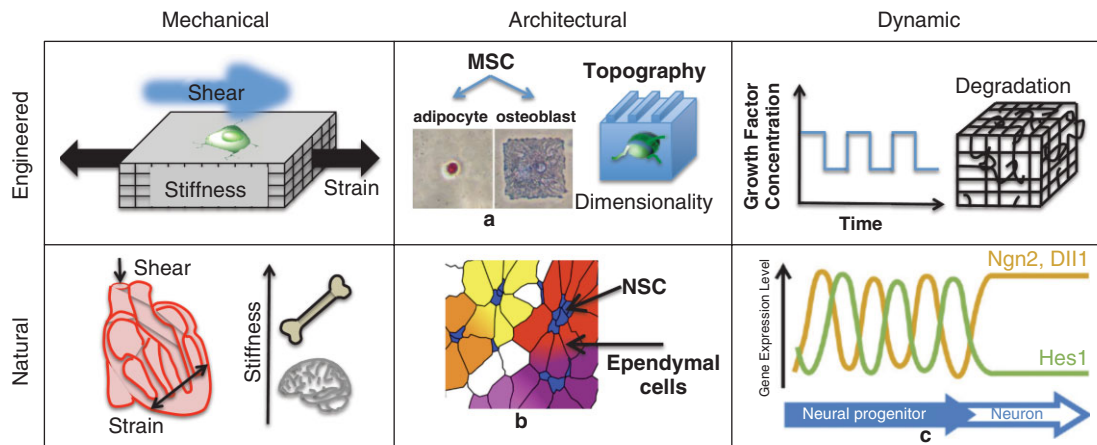 Mechanical
Architectural
Dynamic
Engineered
Shear
Stiffness
Strain
MSC
adipocyte
osteoblast
Topography
Dimensionality
a
Growth Factor
Concentration
Time
Degradation
Natural
Shear
Strain
Stiffness
NSC
Ependymal
cells
b
Gene Expression Level
Ngn2, Dll1
Hes1
Neural progenitor
Neuron
c